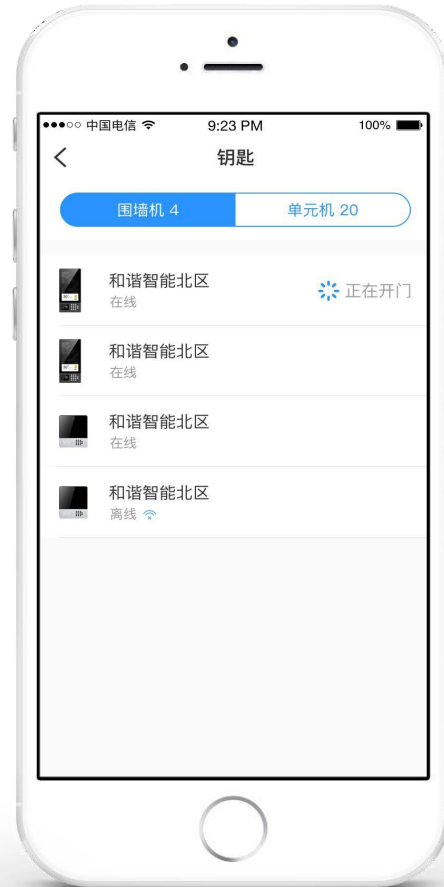 中国电信 9:23 PM 100%
钥匙
围墙机 4 单元机 20
和谐智能北区
在线
正在开门
和谐智能北区
在线
和谐智能北区
在线
和谐智能北区
离线